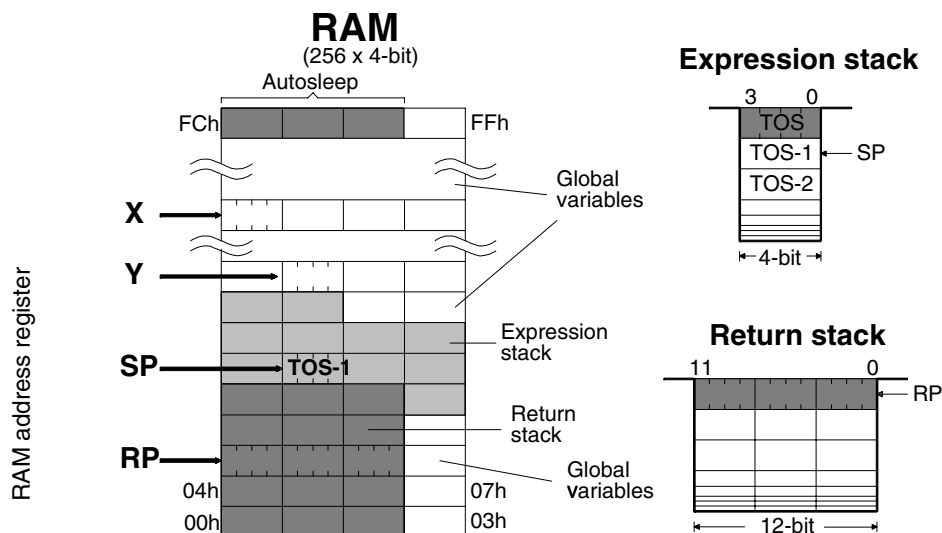 RAM
(256 x 4-bit)
Autosleep
FCh
FFh
X
Y
SP
TOS-1
RP
04h
00h
07h
03h
RAM address register
Global
variables
Expression
stack
Return
stack
Global
variables
Expression stack
3 0
TOS
TOS-1
SP
TOS-2
4-bit
Return stack
11 0
RP
12-bit